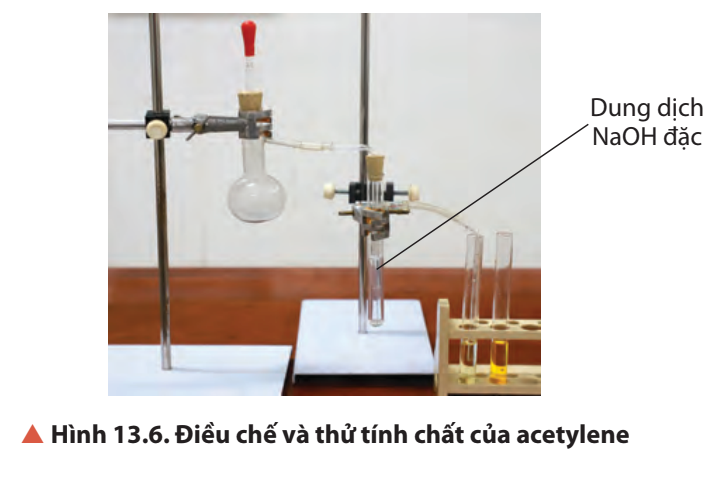 Dung dịch
NaOH đặc
▲ Hình 13.6. Điều chế và thử tính chất của acetylene